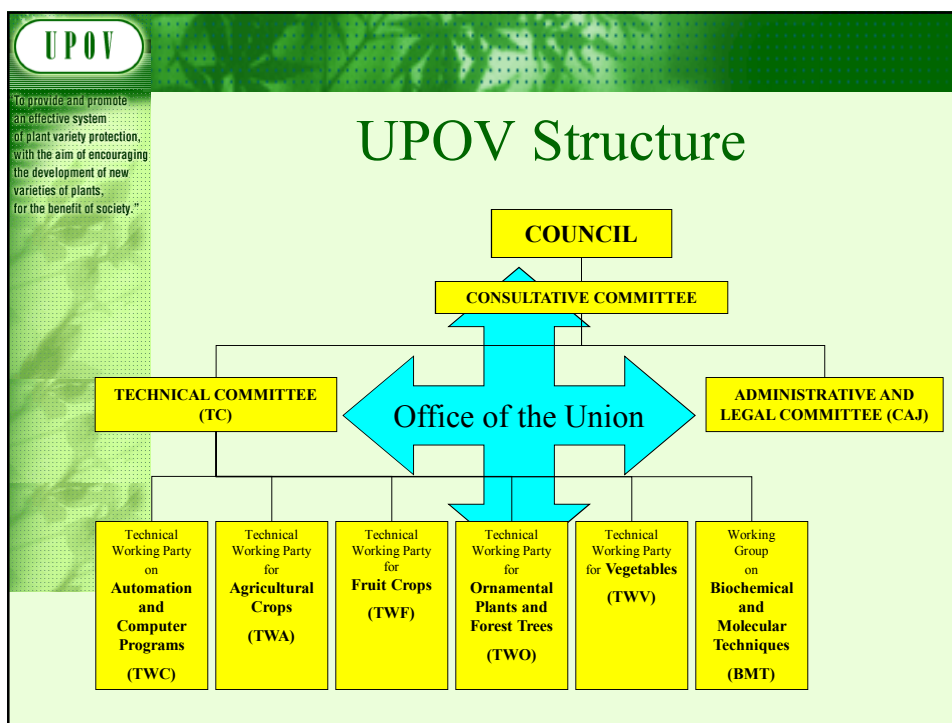 UPOV
To provide and promote
an effective system
of plant variety protection,
with the aim of encouraging
the development of new
varieties of plants,
for the benefit of society.”
UPOV Structure
COUNCIL
CONSULTATIVE COMMITTEE
TECHNICAL COMMITTEE
(TC)
Office of the Union
ADMINISTRATIVE AND
LEGAL COMMITTEE (CAJ)
Technical
Working Party
on
Automation
and
Computer
Programs
(TWC)
Technical
Working Party
for
Agricultural
Crops
(TWA)
Technical
Working Party
for
Fruit Crops
(TWF)
Technical
Working Party
for
Ornamental
Plants and
Forest Trees
(TWO)
Technical
Working Party
for Vegetables
(TWV)
Working
Group
on
Biochemical
and
Molecular
Techniques
(BMT)